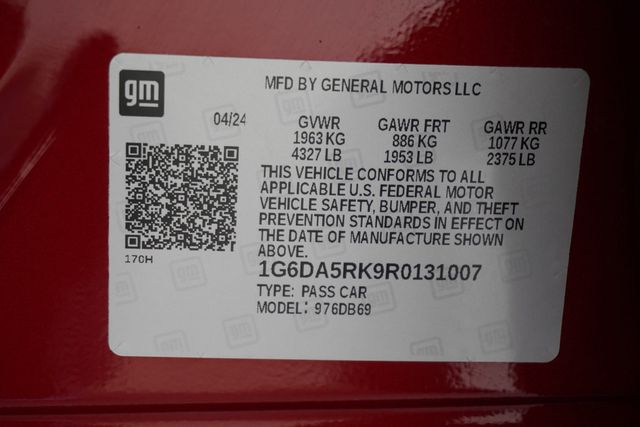 gm
MFD BY GENERAL MOTORS LLC
04/24
GVWR GAWR FRT GAWR RR
1963 KG 886 KG 1077 KG
4327 LB 1953 LB 2375 LB
THIS VEHICLE CONFORMS TO ALL
APPLICABLE U.S. FEDERAL MOTOR
VEHICLE SAFETY, BUMPER, AND THEFT
PREVENTION STANDARDS IN EFFECT ON
THE DATE OF MANUFACTURE SHOWN
ABOVE.
170H
1G6DA5RK9R0131007
TYPE: PASS CAR
MODEL: 976DB69